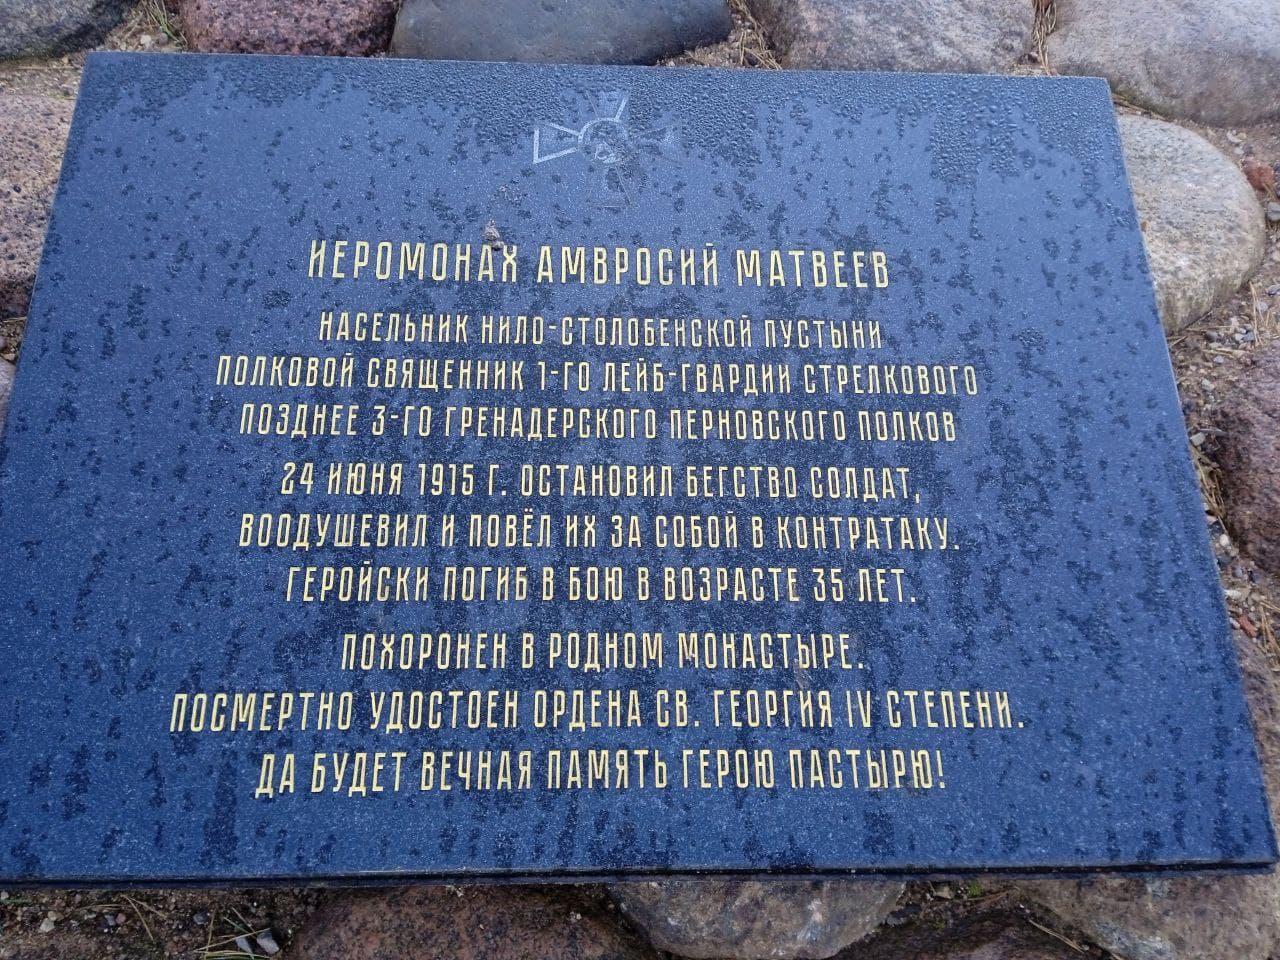 ИЕРОМОНАХ АМВРОСИЙ МАТВЕЕВ
НАСЕЛЬНИК НИЛО-СТОЛОБЕНСКОЙ ПУСТЫНИ
ПОЛКОВОЙ СВЯЩЕННИК 1-ГО ЛЕЙБ-ГВАРДИИ СТРЕЛКОВОГО
ПОЗДНЕЕ 3-ГО ГРЕНАДЕРСКОГО ПЕРНОВСКОГО ПОЛКОВ
24 ИЮНЯ 1915 Г. ОСТАНОВИЛ БЕГСТВО СОЛДАТ,
ВООДУШЕВИЛ И ПОВЁЛ ИХ ЗА СОБОЙ В КОНТРАТАКУ.
ГЕРОЙСКИ ПОГИБ В БОЮ В ВОЗРАСТЕ 35 ЛЕТ.
ПОХОРОНЕН В РОДНОМ МОНАСТЫРЕ.
ПОСМЕРТНО УДОСТОЕН ОРДЕНА СВ. ГЕОРГИЯ IV СТЕПЕНИ.
ДА БУДЕТ ВЕЧНАЯ ПАМЯТЬ ГЕРОЮ ПАСТЫРЮ!